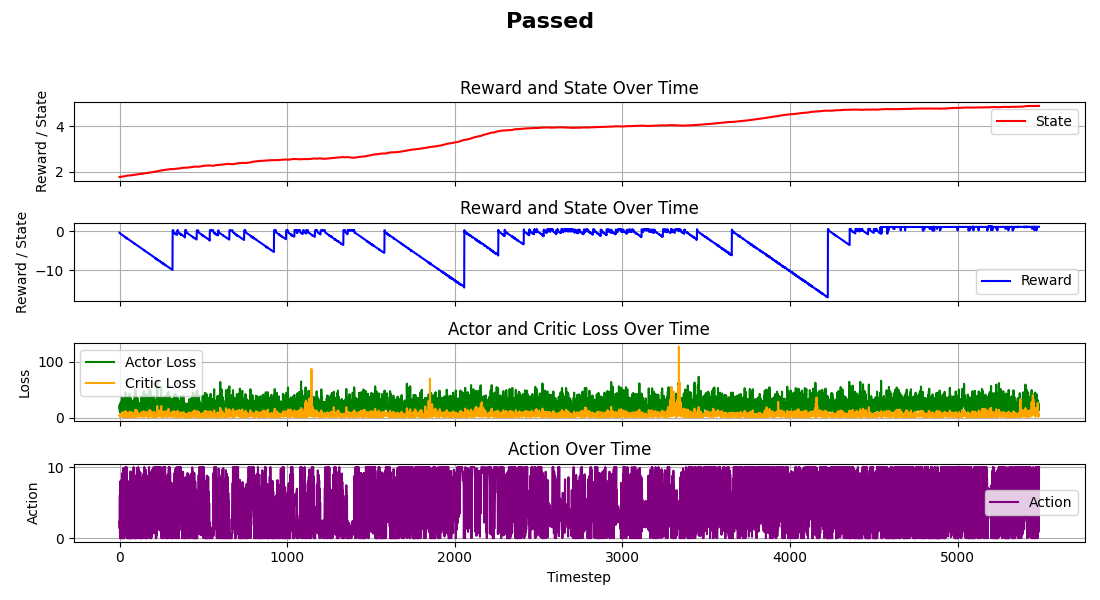 Passed
Reward and State Over Time
Reward / State
4
2
State
Reward and State Over Time
Reward / State
0
−10
Reward
Actor and Critic Loss Over Time
Loss
100
0
Actor Loss
Critic Loss
Action Over Time
Action
10
0
Action
0 1000 2000 3000 4000 5000
Timestep